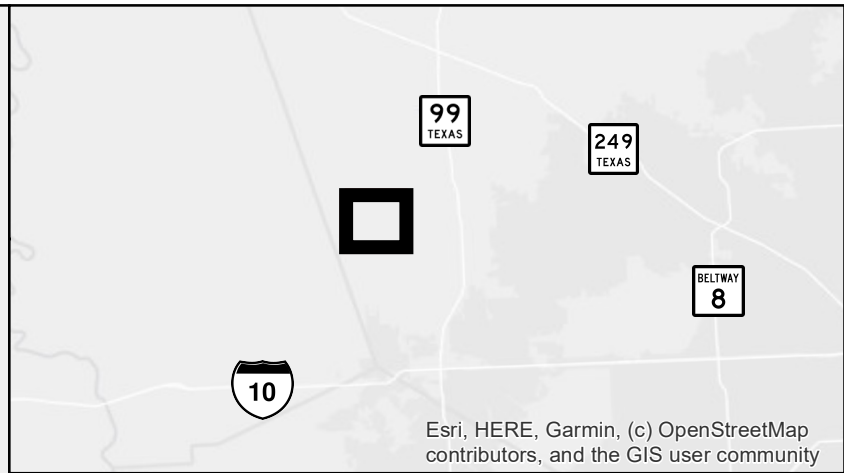 99
TEXAS
249
TEXAS
BELTWAY
8
10
Esri, HERE, Garmin, (c) OpenStreetMap
contributors, and the GIS user community